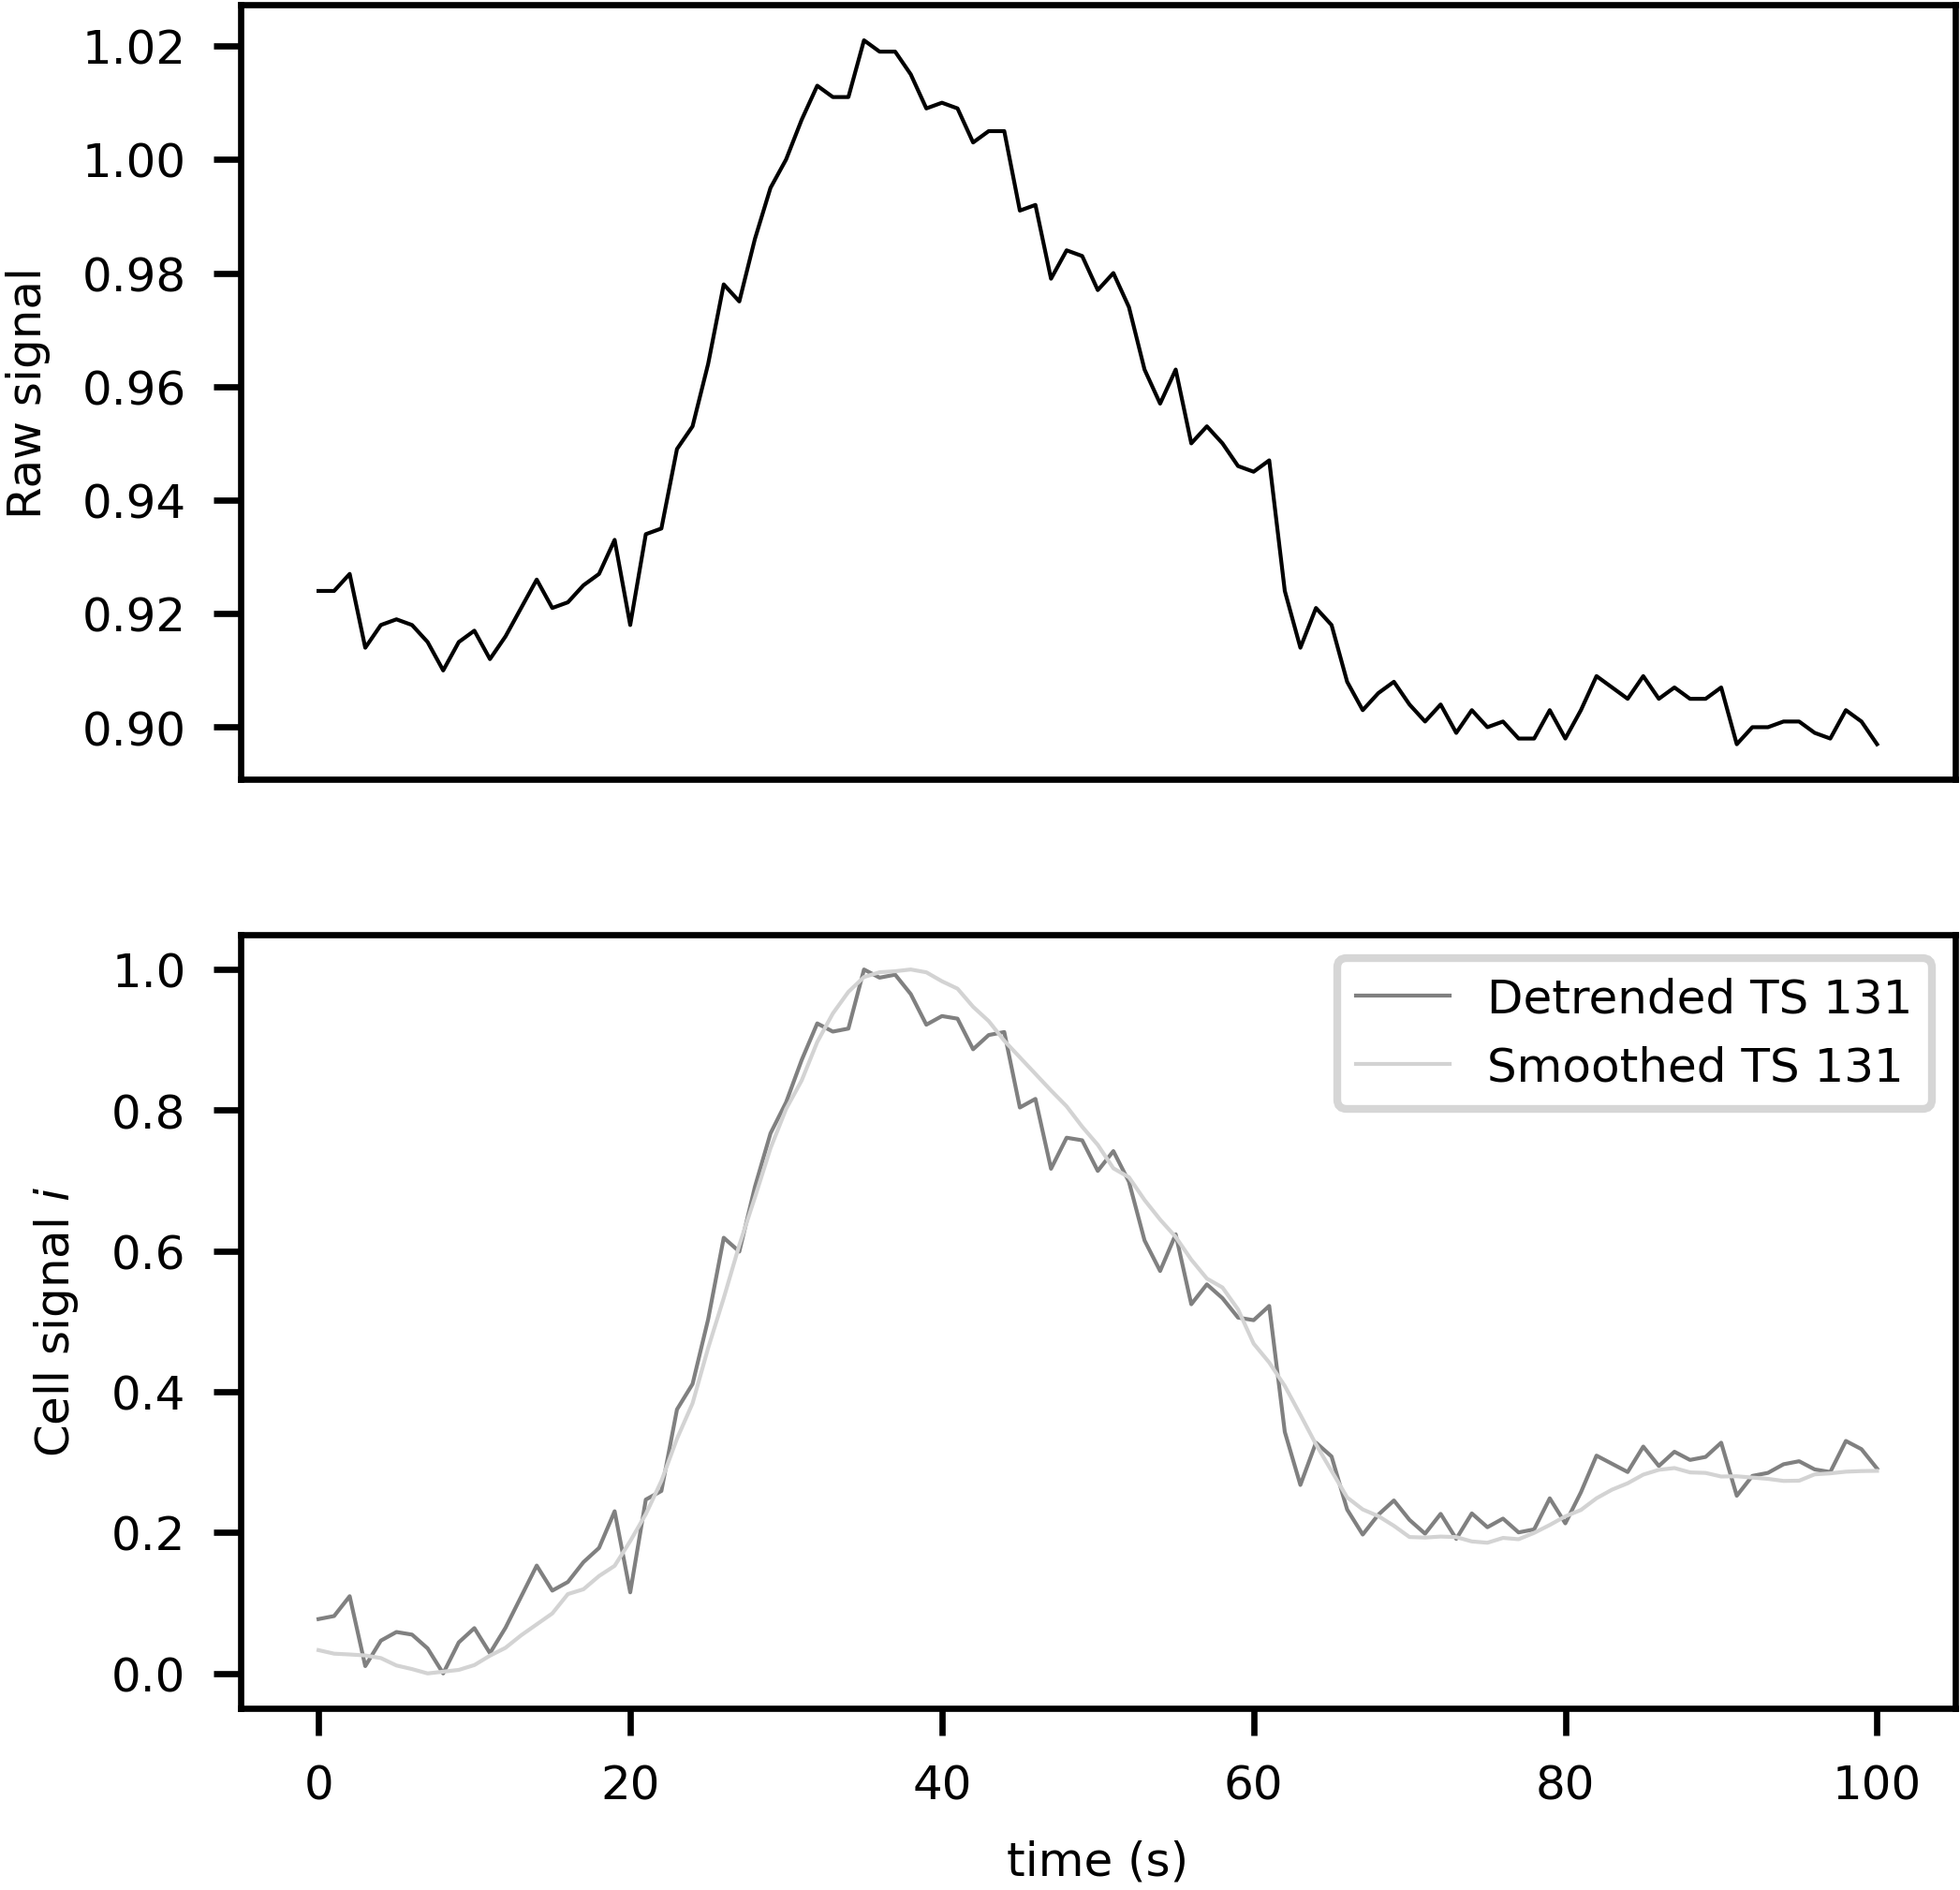 Raw signal
1.02
1.00
0.98
0.96
0.94
0.92
0.90
Cell signal i
1.0
0.8
0.6
0.4
0.2
0.0
Detrended TS 131
Smoothed TS 131
0 20 40 60 80 100
time (s)